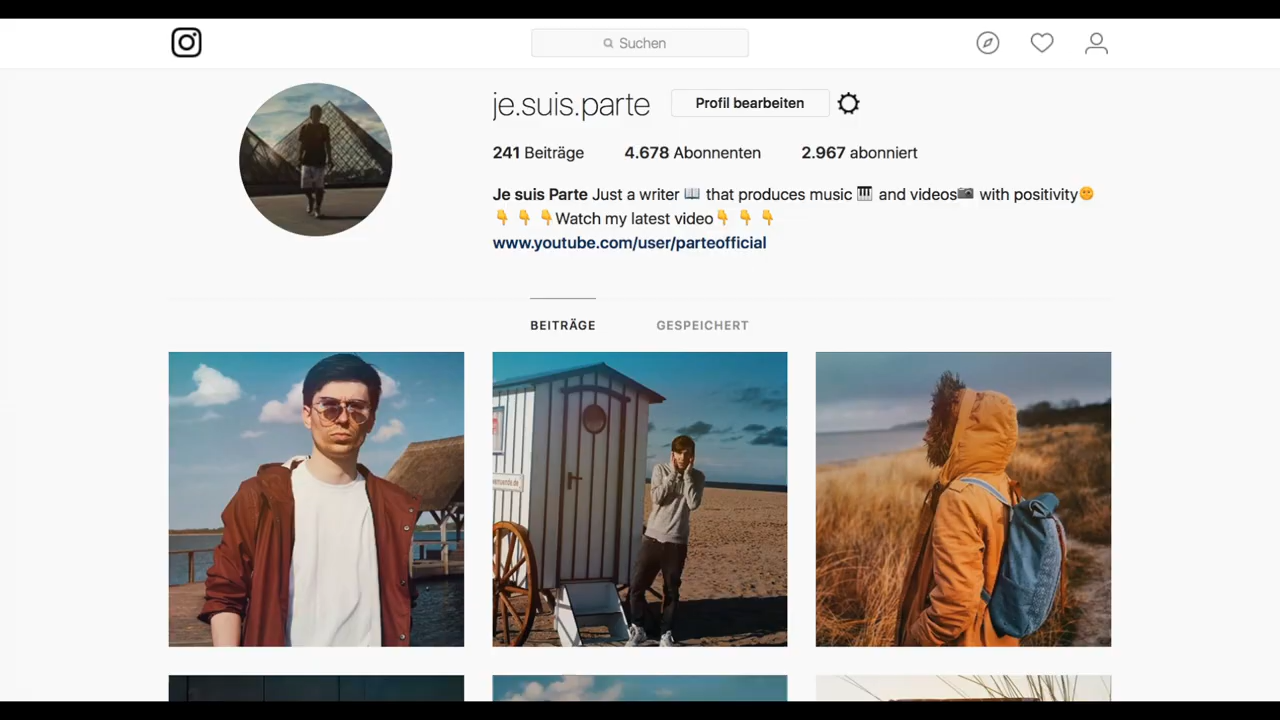 Suchen
je.suis.parte Profil bearbeiten
241 Beiträge 4.678 Abonnenten 2.967 abonniert
Je suis Parte Just a writer 📖 that produces music 🎹 and videos📷 with positivity🙂
👇👇👇Watch my latest video👇👇👇
www.youtube.com/user/parteofficial
BEITRÄGE GESPEICHERT